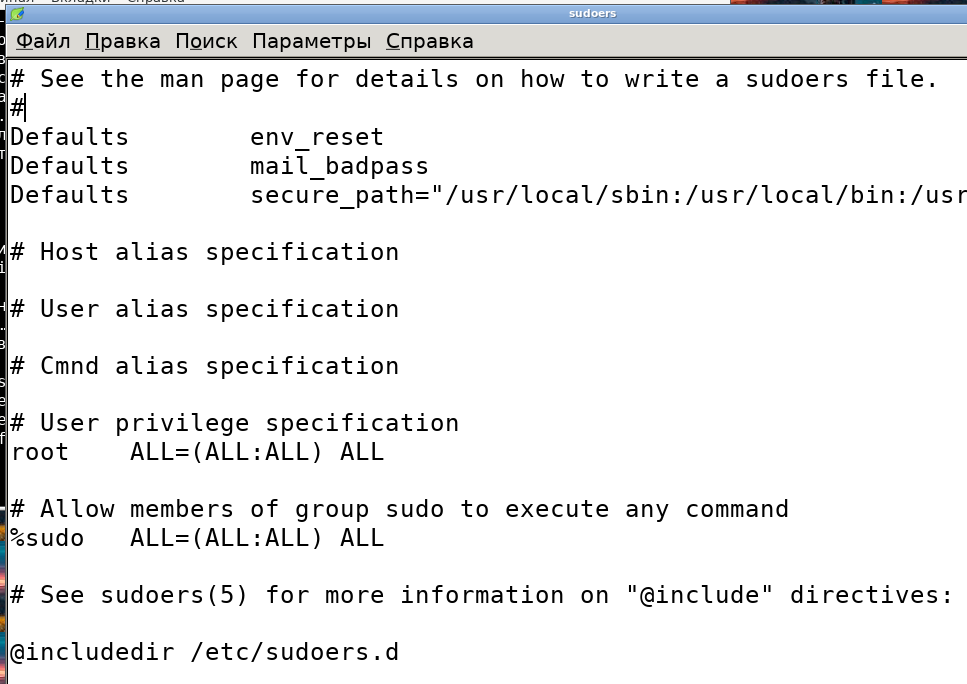 sudoers
Файл Правка Поиск Параметры Справка
# See the man page for details on how to write a sudoers file.
#
Defaults env_reset
Defaults mail_badpass
Defaults secure_path="/usr/local/sbin:/usr/local/bin:/usr
# Host alias specification
# User alias specification
# Cmnd alias specification
# User privilege specification
root ALL=(ALL:ALL) ALL
# Allow members of group sudo to execute any command
%sudo ALL=(ALL:ALL) ALL
# See sudoers(5) for more information on "@include" directives:
@includedir /etc/sudoers.d